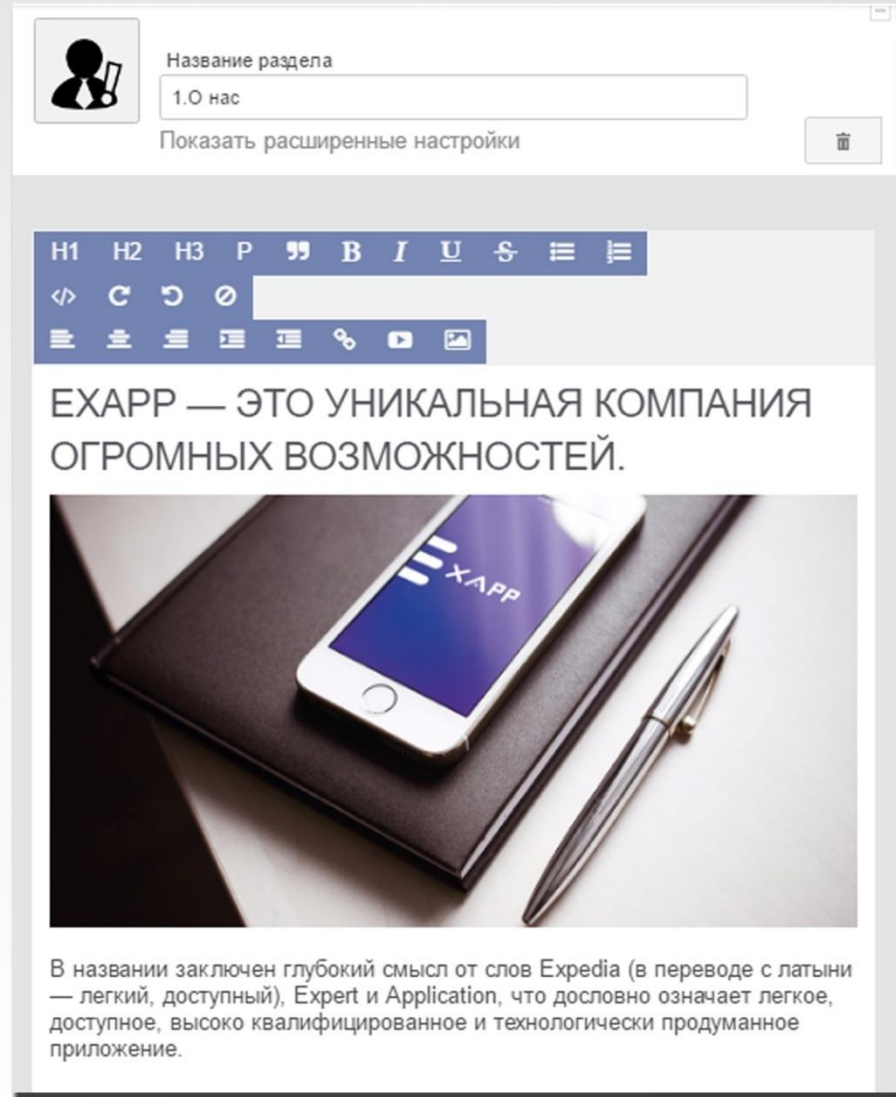 Название раздела
1.О нас
Показать расширенные настройки
H1 H2 H3 P B I U S
EXAPP — ЭТО УНИКАЛЬНАЯ КОМПАНИЯ
ОГРОМНЫХ ВОЗМОЖНОСТЕЙ.
EXAPP
В названии заключен глубокий смысл от слов Expedia (в переводе с латыни
— легкий, доступный), Expert и Application, что дословно означает легкое,
доступное, высоко квалифицированное и технологически продуманное
приложение.